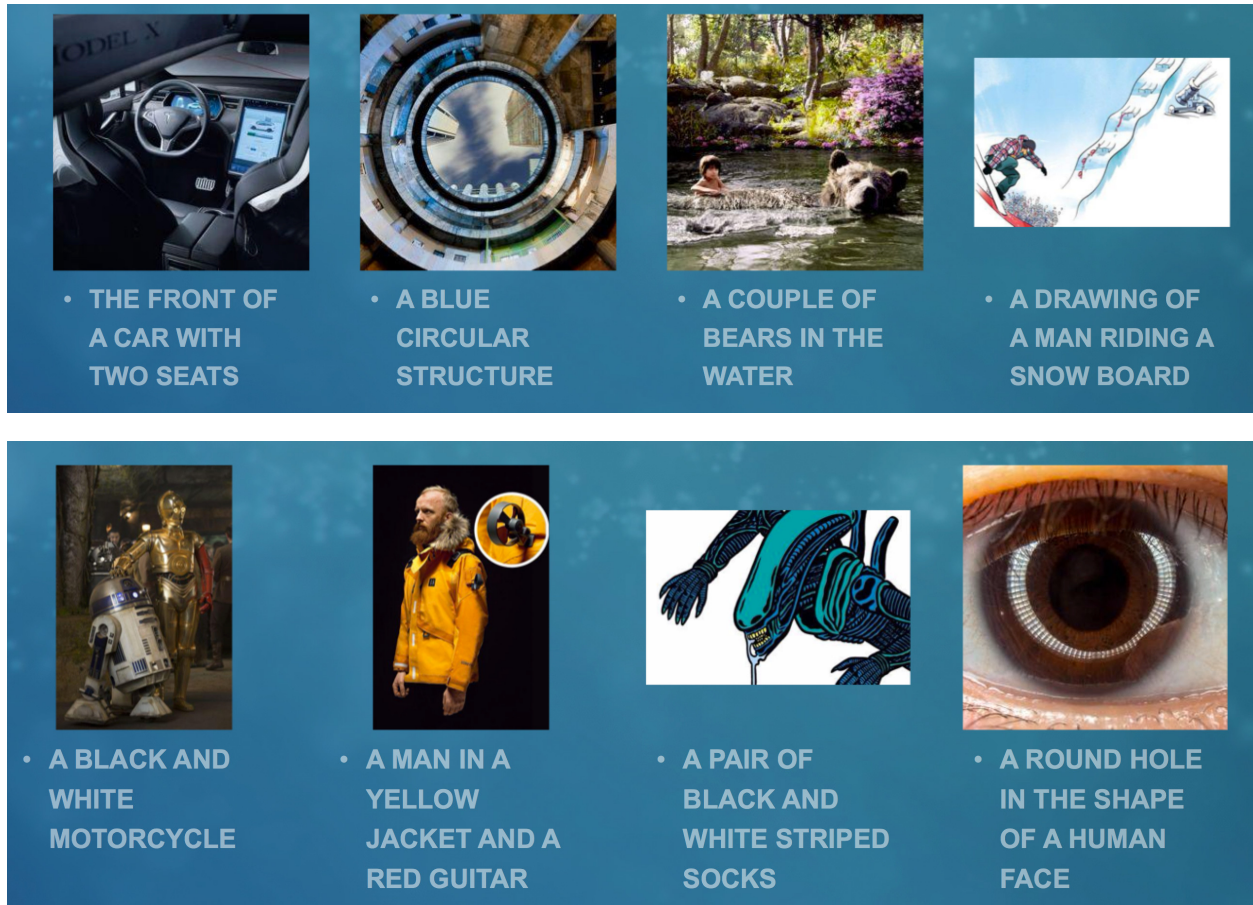 MODEL X
• THE FRONT OF
A CAR WITH
TWO SEATS
• A BLUE
CIRCULAR
STRUCTURE
• A COUPLE OF
BEARS IN THE
WATER
• A DRAWING OF
A MAN RIDING A
SNOW BOARD
• A BLACK AND
WHITE
MOTORCYCLE
• A MAN IN A
YELLOW
JACKET AND A
RED GUITAR
• A PAIR OF
BLACK AND
WHITE STRIPED
SOCKS
• A ROUND HOLE
IN THE SHAPE
OF A HUMAN
FACE